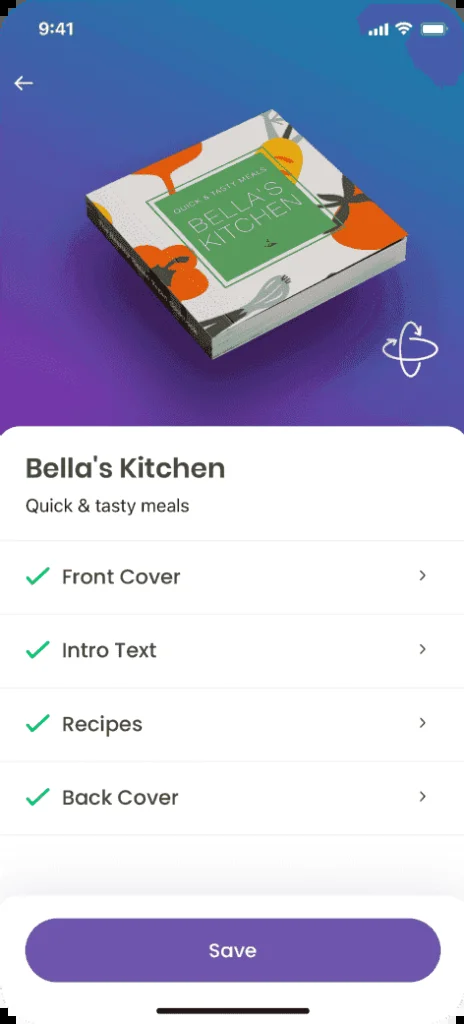 9:41
QUICK & TASTY MEALS
BELLA'S
KITCHEN
Bella's Kitchen
Quick & tasty meals
Front Cover
Intro Text
Recipes
Back Cover
Save